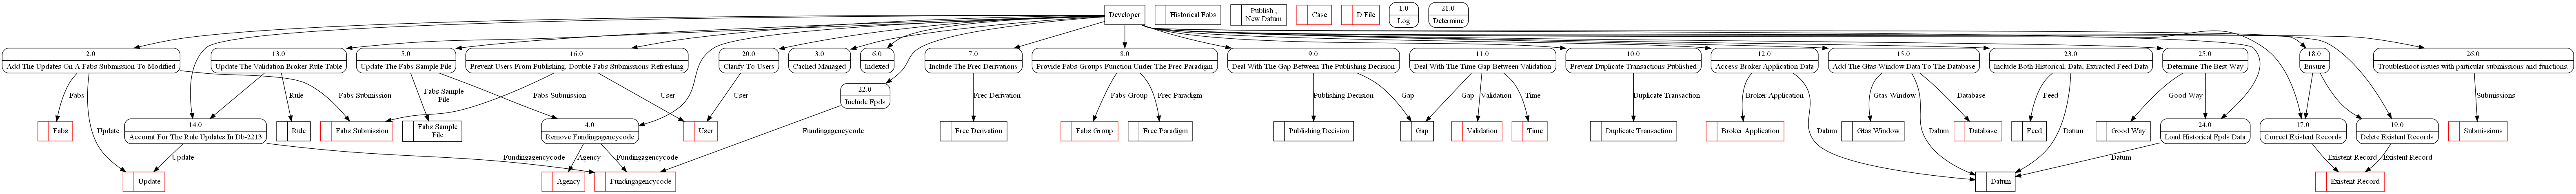 Developer
Historical Fabs
Publish ,
New Datum
Case
D File
1.0
Log
21.0
Determine
2.0
Add The Updates On A Fabs Submission To Modified
13.0
Update The Validation Broker Rule Table
5.0
Update The Fabs Sample File
16.0
Prevent Users From Publishing, Double Fabs Submissions Refreshing
20.0
Clarify To Users
3.0
Cached Managed
6.0
Indexed
7.0
Include The Frec Derivations
8.0
Provide Fabs Groups Function Under The Frec Paradigm
9.0
Deal With The Gap Between The Publishing Decision
11.0
Deal With The Time Gap Between Validation
10.0
Prevent Duplicate Transactions Published
12.0
Access Broker Application Data
15.0
Add The Gtas Window Data To The Database
23.0
Include Both Historical, Data, Extracted Feed Data
25.0
Determine The Best Way
18.0
Ensure
26.0
Troubleshoot issues with particular submissions and functions.
22.0
Include Fpds
Fabs
Update
Fabs Submission
Rule
Fabs Sample
File
Fabs Submission
User
User
Fundingagencycode
Frec Derivation
Fabs Group
Frec Paradigm
Publishing Decision
Gap
Gap
Validation
Time
Duplicate Transaction
Broker Application
Datum
Gtas Window
Datum
Database
Feed
Datum
Good Way
Submissions
Fabs
14.0
Account For The Rule Updates In Db-2213
Rule
Fabs Submission
Fabs Sample
File
4.0
Remove Fundingagencycode
User
Frec Derivation
Fabs Group
Frec Paradigm
Publishing Decision
Gap
Validation
Time
Duplicate Transaction
Broker Application
Gtas Window
Database
Feed
Good Way
24.0
Load Historical Fpds Data
17.0
Correct Existent Records
19.0
Delete Existent Records
Submissions
Update
Fundingagencycode
Agency
Fundingagencycode
Datum
Existent Record
Existent Record
Update
Agency
Fundingagencycode
Datum
Existent Record